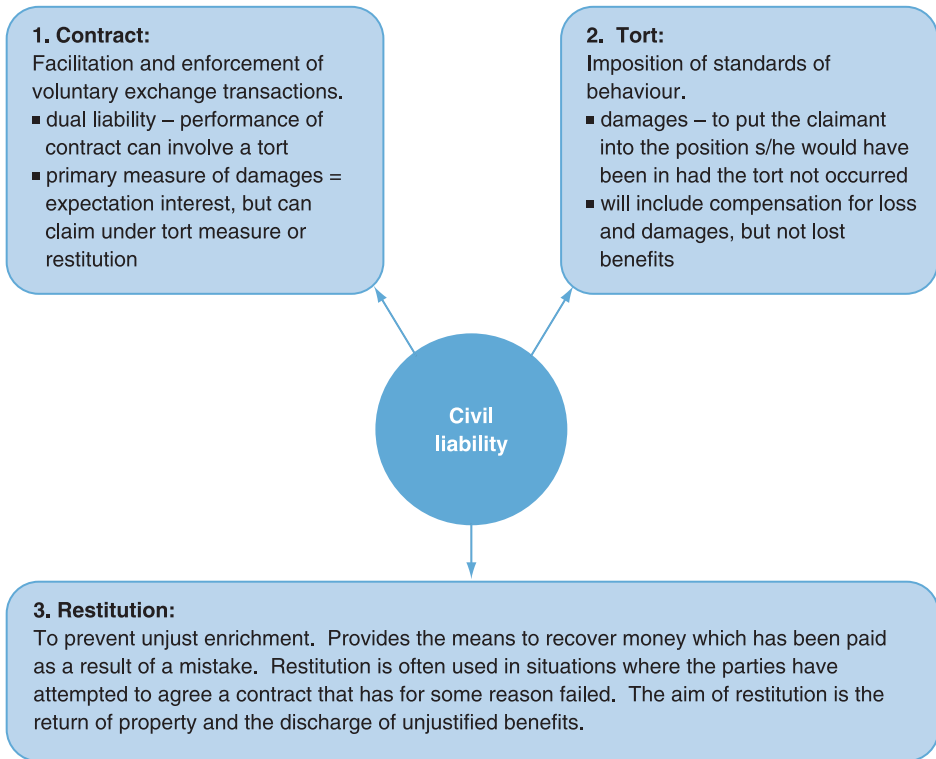 1. Contract:
Facilitation and enforcement of
voluntary exchange transactions.
▪ dual liability – performance of
contract can involve a tort
▪ primary measure of damages =
expectation interest, but can
claim under tort measure or
restitution
2. Tort:
Imposition of standards of
behaviour.
▪ damages – to put the claimant
into the position s/he would have
been in had the tort not occurred
▪ will include compensation for loss
and damages, but not lost
benefits
Civil
liability
3. Restitution:
To prevent unjust enrichment. Provides the means to recover money which has been paid
as a result of a mistake. Restitution is often used in situations where the parties have
attempted to agree a contract that has for some reason failed. The aim of restitution is the
return of property and the discharge of unjustified benefits.